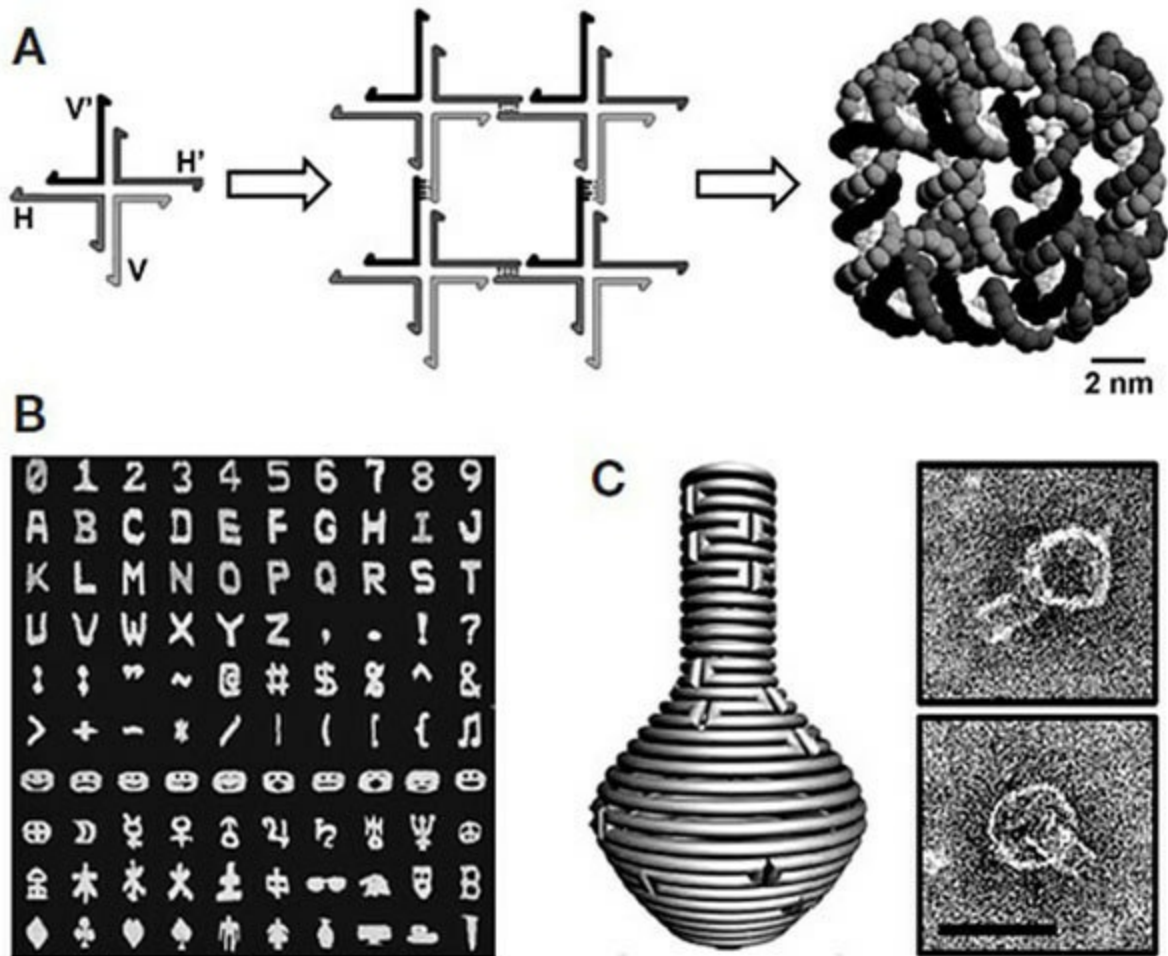 A
V'
H'
H
V
2 nm
B
0 1 2 3 4 5 6 7 8 9
A B C D E F G H I J
K L M N O P Q R S T
U V W X Y Z , . ! ?
: ; " ~ @ # $ % ^ &
> + - * / | ( [ { ♫
C